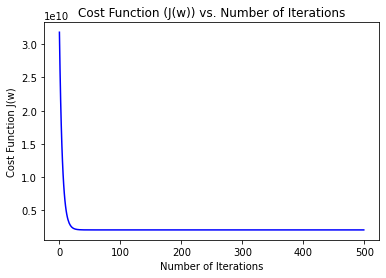 Cost Function (J(w)) vs. Number of Iterations
1e10
3.0
2.5
2.0
1.5
1.0
0.5
Cost Function J(w)
0 100 200 300 400 500
Number of Iterations